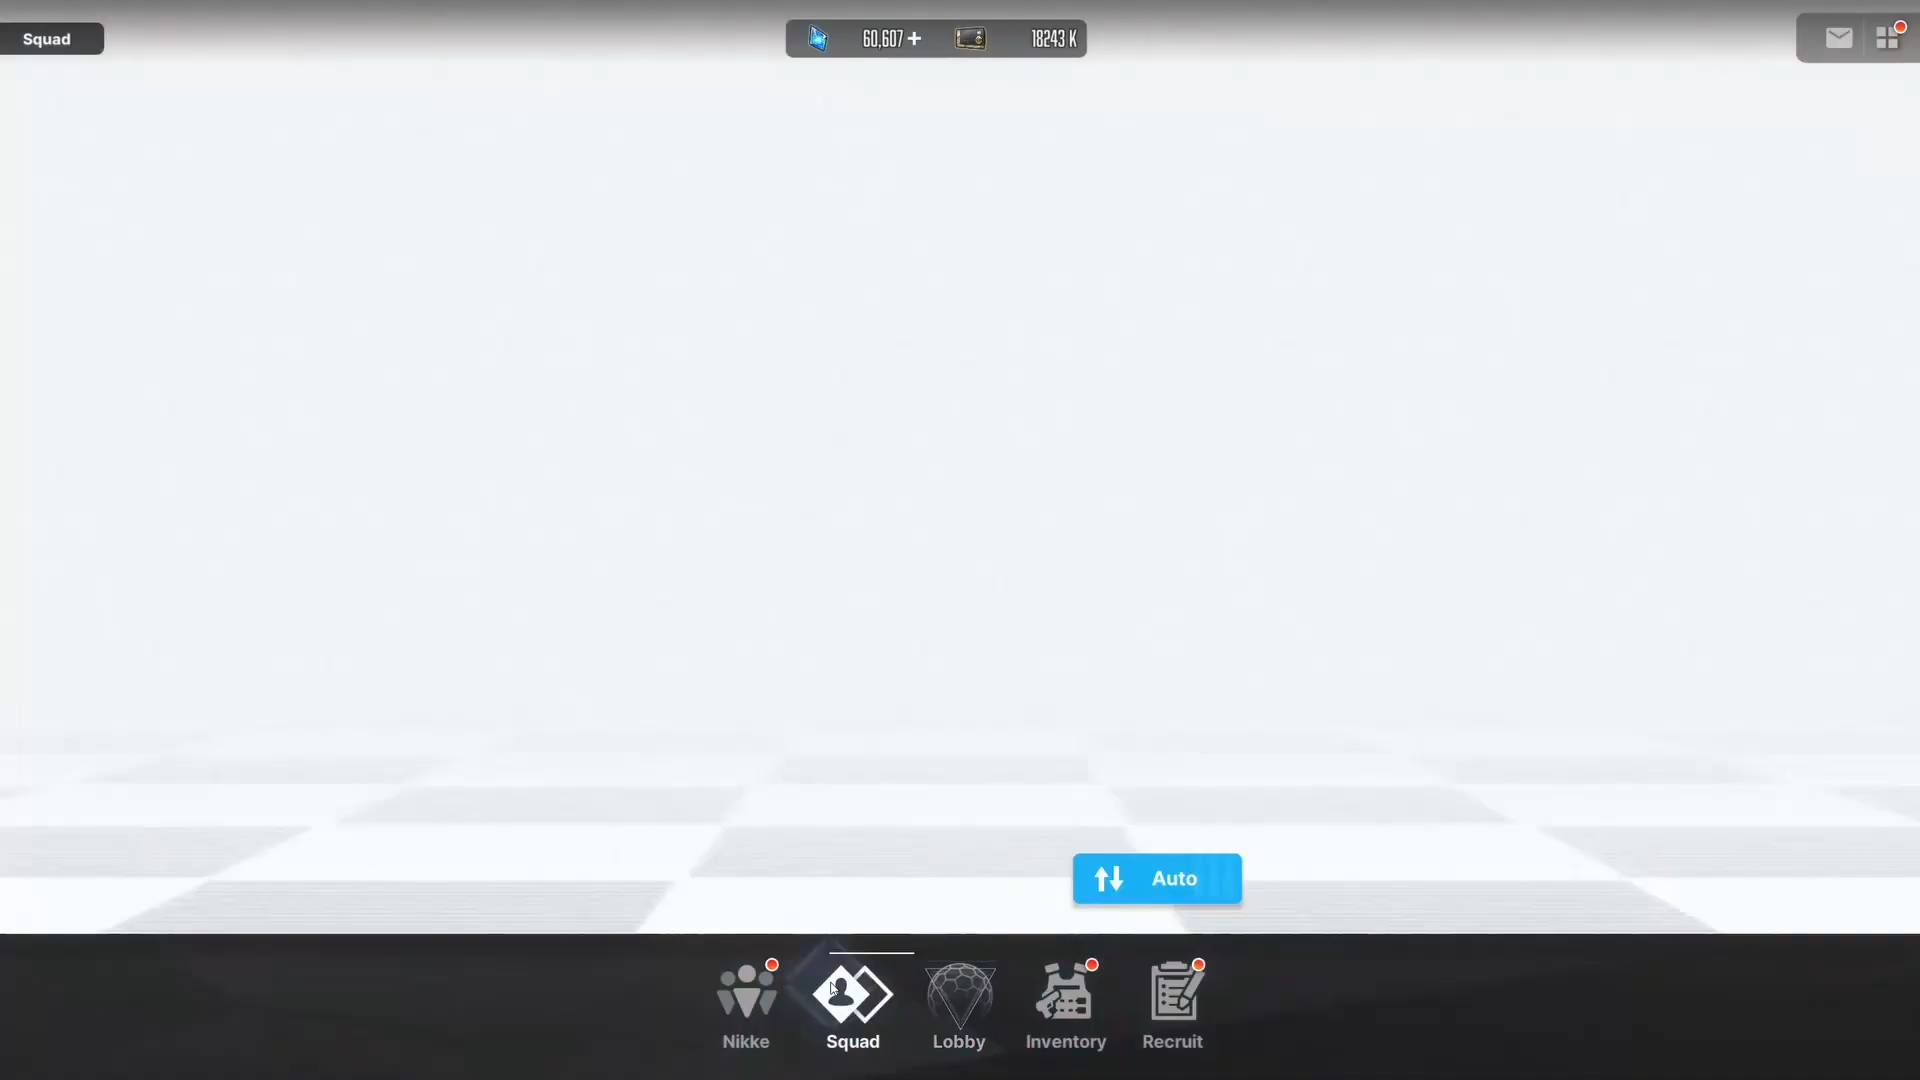 Squad
60,607 +
18243 K
Auto
Nikke
Squad
Lobby
Inventory
Recruit